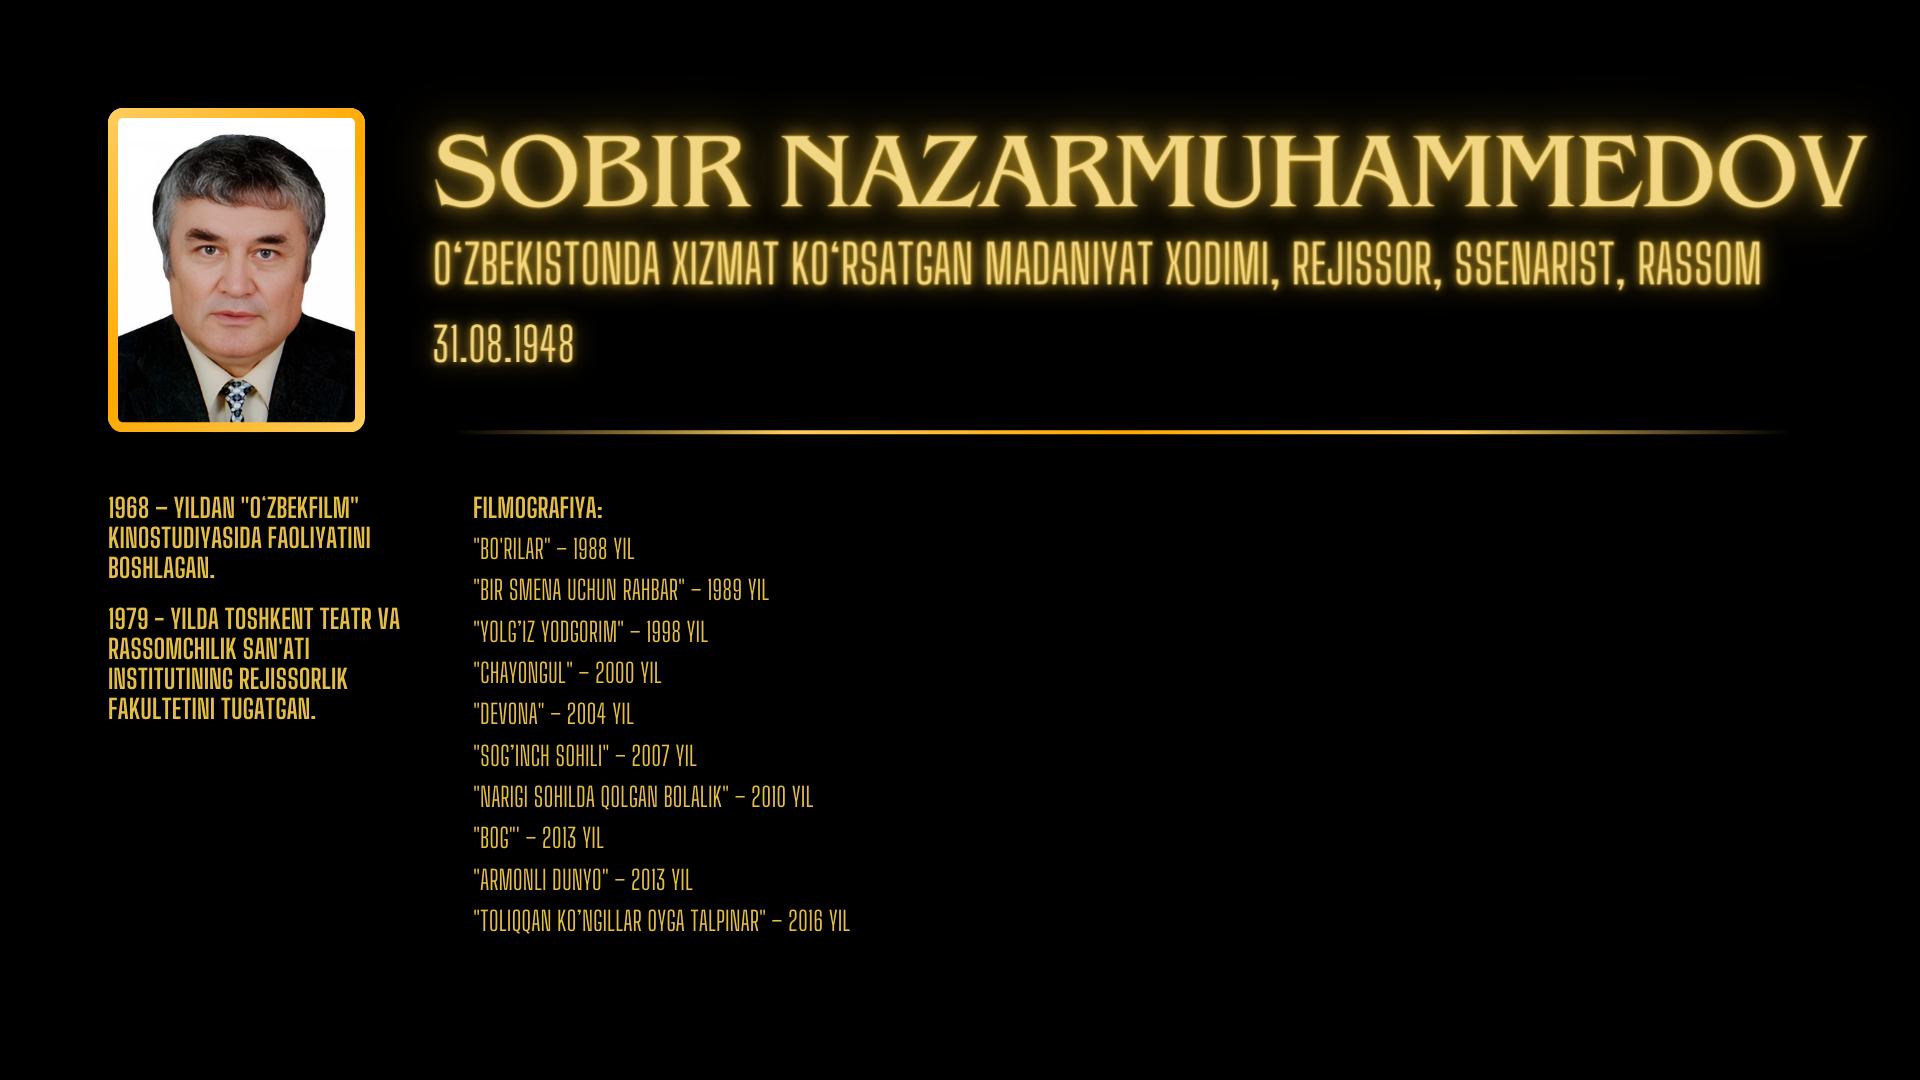 SOBIR NAZARMUHAMMEDOV
O‘ZBEKISTONDA XIZMAT KO‘RSATGAN MADANIYAT XODIMI, REJISSOR, SSENARIST, RASSOM
31.08.1948
1968 – YILDAN "O‘ZBEKFILM"
KINOSTUDIYASIDA FAOLIYATINI
BOSHLAGAN.
1979 - YILDA TOSHKENT TEATR VA
RASSOMCHILIK SAN'ATI
INSTITUTINING REJISSORLIK
FAKULTETINI TUGATGAN.
FILMOGRAFIYA:
"BO'RILAR" – 1988 YIL
"BIR SMENA UCHUN RAHBAR" – 1989 YIL
"YOLG’IZ YODGORIM" – 1998 YIL
"CHAYONGUL" – 2000 YIL
"DEVONA" – 2004 YIL
"SOG’INCH SOHILI" – 2007 YIL
"NARIGI SOHILDA QOLGAN BOLALIK" – 2010 YIL
"BOG"' – 2013 YIL
"ARMONLI DUNYO" – 2013 YIL
"TOLIQQAN KO’NGILLAR OYGA TALPINAR" – 2016 YIL